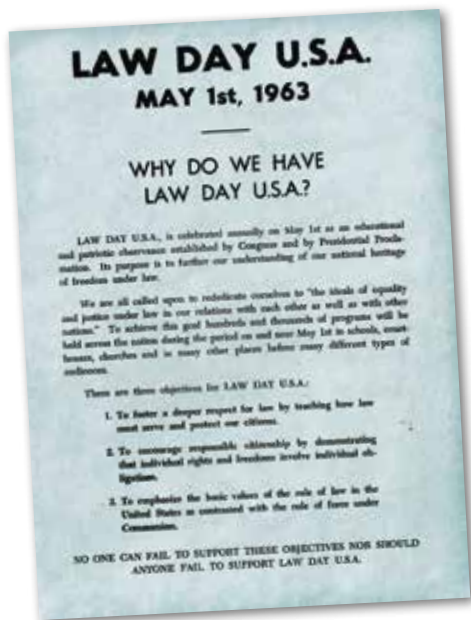 LAW DAY U.S.A.
MAY 1st, 1963
WHY DO WE HAVE
LAW DAY U.S.A.?
LAW DAY U.S.A., is celebrated annually on May 1st as an educational
and patriotic observance established by Congress and by Presidential Procla-
mation. Its purpose is to further our understanding of our national heritage
of freedom under law.
We are all called upon to rededicate ourselves to "the ideals of equality
and justice under law in our relations with each other as well as with other
nations." To achieve this goal hundreds and thousands of programs will be
held across the nation during the period on and near May 1st in schools, court-
houses, churches and in many other places before many different types of
audiences.
There are three objectives for LAW DAY U.S.A.:
1. To foster a deeper respect for law by teaching how law
must serve and protect our citizens.
2. To encourage responsible citizenship by demonstrating
that individual rights and freedoms involve individual ob-
ligations.
3. To emphasize the basic values of the rule of law in the
United States as contrasted with the rule of force under
Communism.
NO ONE CAN FAIL TO SUPPORT THESE OBJECTIVES NOR SHOULD
ANYONE FAIL TO SUPPORT LAW DAY U.S.A.